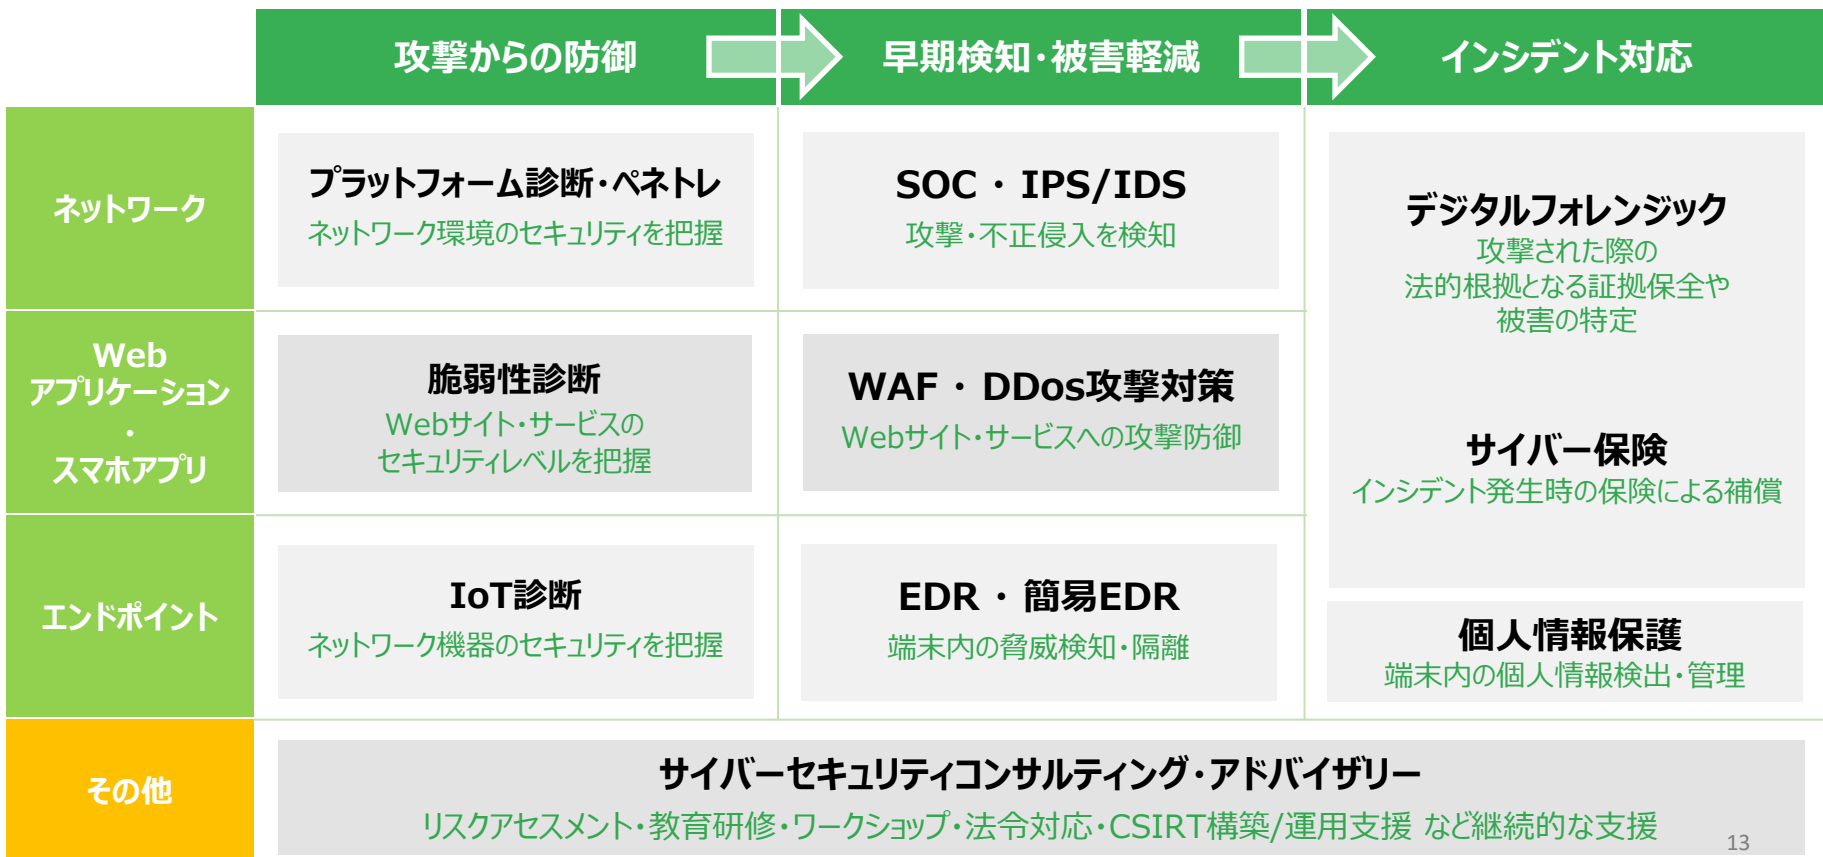 攻撃からの防御
早期検知・被害軽減
インシデント対応
ネットワーク
プラットフォーム診断・ペネトレ
ネットワーク環境のセキュリティを把握
SOC ・ IPS/IDS
攻撃・不正侵入を検知
デジタルフォレンジック
攻撃された際の
法的根拠となる証拠保全や
被害の特定
Web
アプリケーション
・
スマホアプリ
脆弱性診断
Webサイト・サービスの
セキュリティレベルを把握
WAF ・ DDos攻撃対策
Webサイト・サービスへの攻撃防御
サイバー保険
インシデント発生時の保険による補償
エンドポイント
IoT診断
ネットワーク機器のセキュリティを把握
EDR ・ 簡易EDR
端末内の脅威検知・隔離
個人情報保護
端末内の個人情報検出・管理
その他
サイバーセキュリティコンサルティング・アドバイザリー
リスクアセスメント・教育研修・ワークショップ・法令対応・CSIRT構築/運用支援 など継続的な支援
13